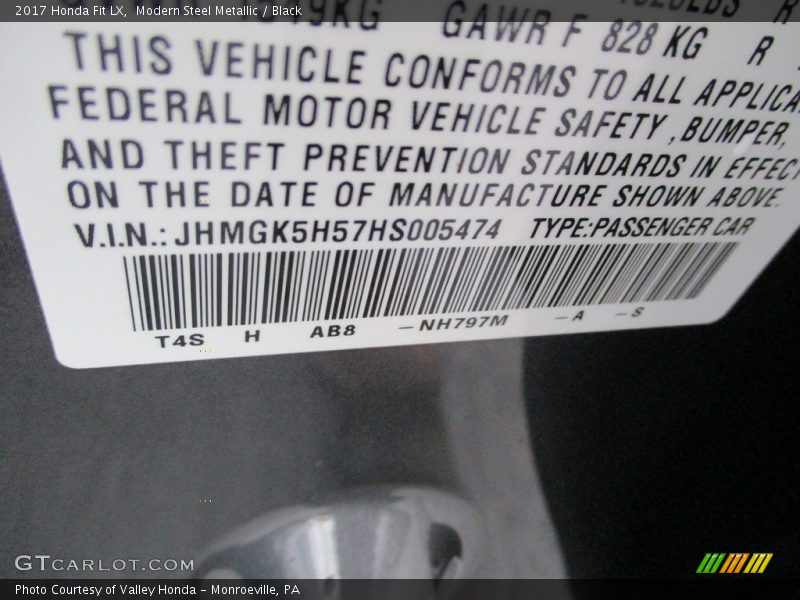 2017 Honda Fit LX, Modern Steel Metallic / Black
GAWR F 828 KG R
THIS VEHICLE CONFORMS TO ALL
FEDERAL MOTOR VEHICLE SAFETY, BUMPER,
AND THEFT PREVENTION STANDARDS IN
ON THE DATE OF MANUFACTURE SHOWN ABOVE.
V.I.N.: JHMGK5H57HS005474 TYPE:PASSENGER CAR
T4S H AB8 -NH797M -A -S
GTCARLOT.COM
Photo Courtesy of Valley Honda - Monroeville, PA